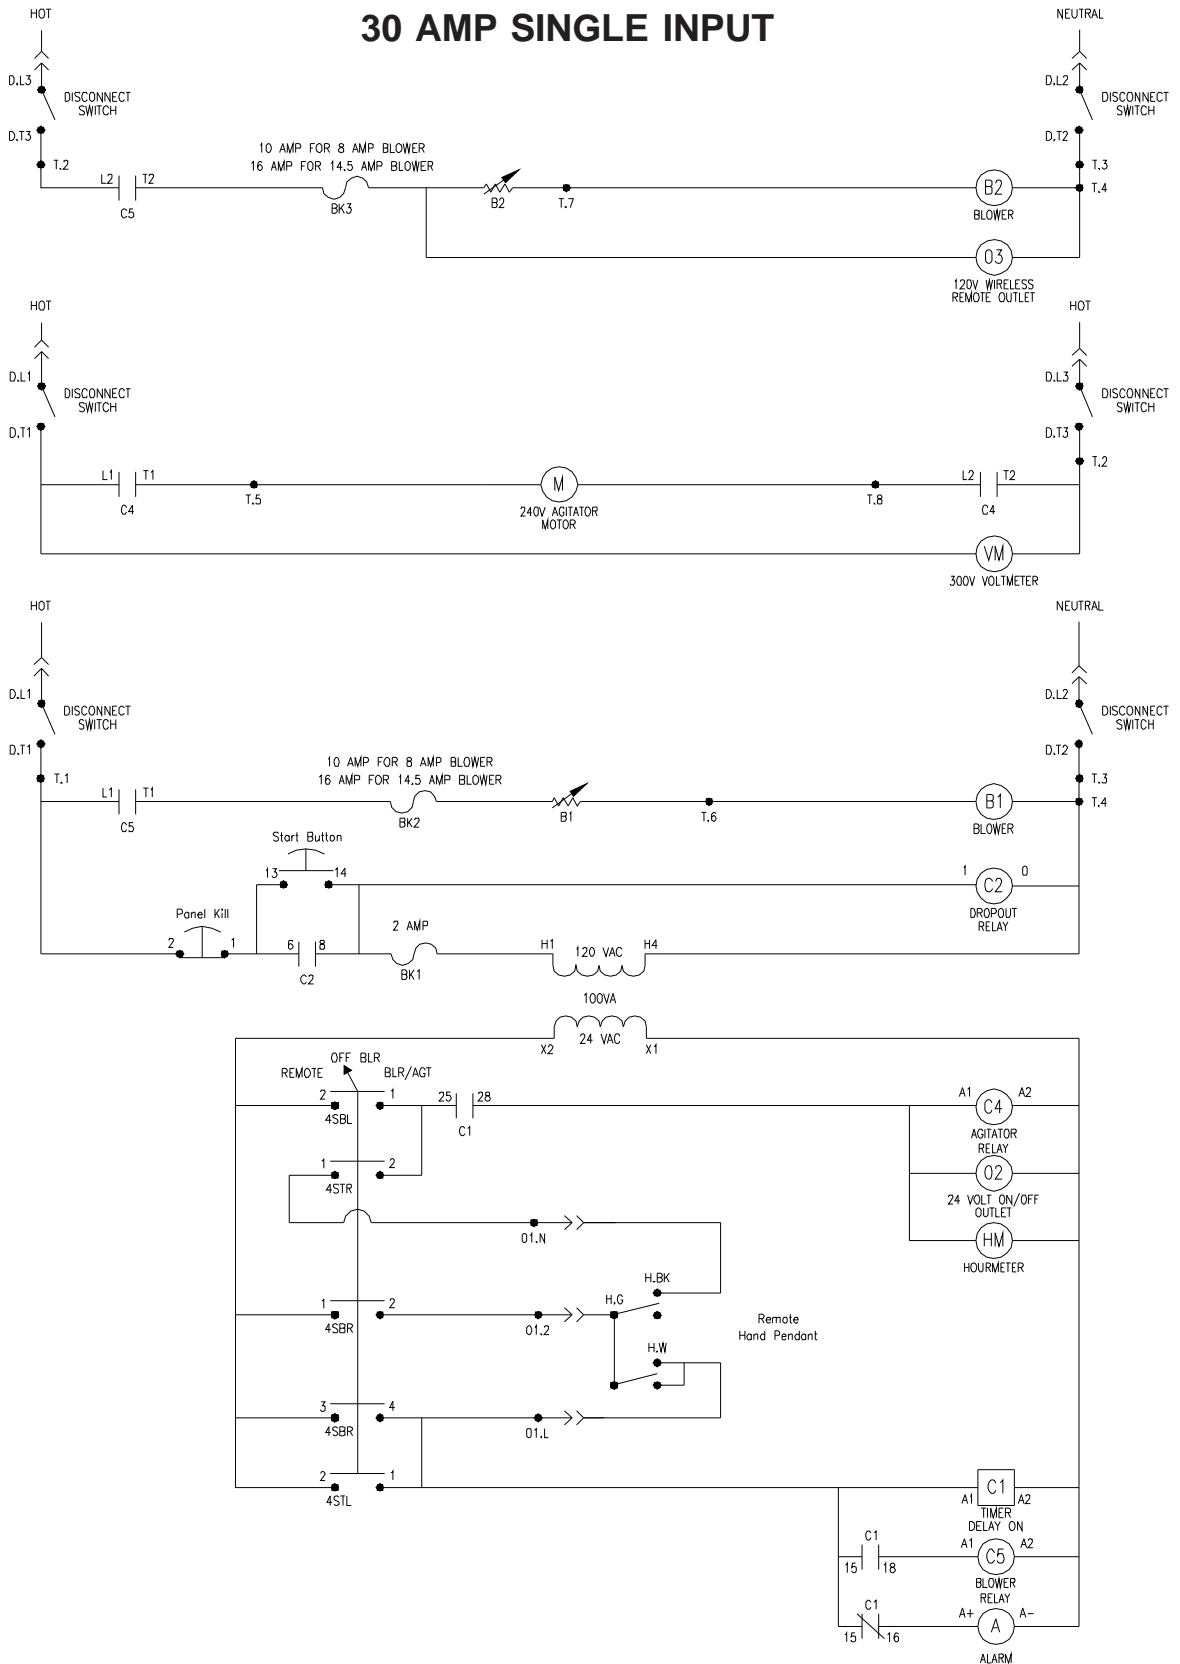 HOT
30 AMP SINGLE INPUT
NEUTRAL
D.L3
DISCONNECT
SWITCH
D.T3
T.2
D.L2
DISCONNECT
SWITCH
D.T2
T.3
T.4
10 AMP FOR 8 AMP BLOWER
16 AMP FOR 14.5 AMP BLOWER
L2 T2
C5
BK3
B2
T.7
B2
BLOWER
O3
120V WIRELESS
REMOTE OUTLET
HOT
HOT
D.L1
DISCONNECT
SWITCH
D.T1
D.L3
DISCONNECT
SWITCH
D.T3
T.2
L1 T1
C4
T.5
M
240V AGITATOR
MOTOR
T.8
L2 T2
C4
VM
300V VOLTMETER
HOT
NEUTRAL
D.L1
DISCONNECT
SWITCH
D.T1
T.1
D.L2
DISCONNECT
SWITCH
D.T2
T.3
T.4
10 AMP FOR 8 AMP BLOWER
16 AMP FOR 14.5 AMP BLOWER
L1 T1
C5
BK2
B1
T.6
B1
BLOWER
Start Button
13 14
1 C2 0
DROPOUT
RELAY
Panel Kill
2 1
6 8
C2
2 AMP
BK1
H1 120 VAC H4
100VA
X2 24 VAC X1
OFF BLR
REMOTE BLR/AGT
2 1
4SBL
25 28
C1
A1 C4 A2
AGITATOR
RELAY
1 2
4STR
O2
24 VOLT ON/OFF
OUTLET
O1.N
HM
HOURMETER
H.BK
1 2
4SBR
O1.2
H.G
Remote
Hand Pendant
H.W
3 4
4SBR
O1.L
2 1
4STL
C1
A1 A2
TIMER
DELAY ON
C1
15 18
A1 C5 A2
BLOWER
RELAY
C1
15 16
A+ A A-
ALARM